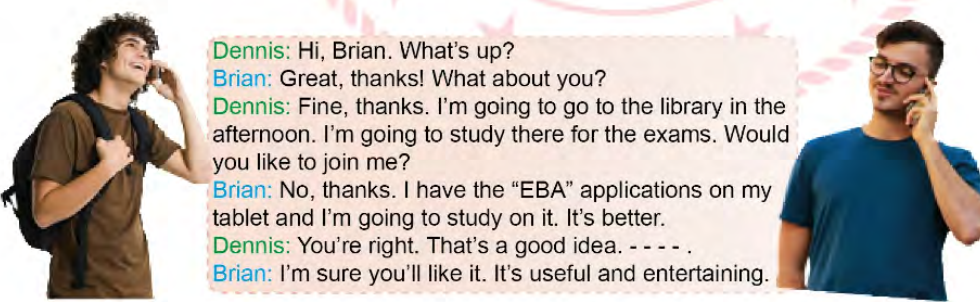 Dennis: Hi, Brian. What's up?
Brian: Great, thanks! What about you?
Dennis: Fine, thanks. I'm going to go to the library in the
afternoon. I'm going to study there for the exams. Would
you like to join me?
Brian: No, thanks. I have the “EBA” applications on my
tablet and I'm going to study on it. It's better.
Dennis: You're right. That's a good idea. - - - - .
Brian: I'm sure you'll like it. It's useful and entertaining.